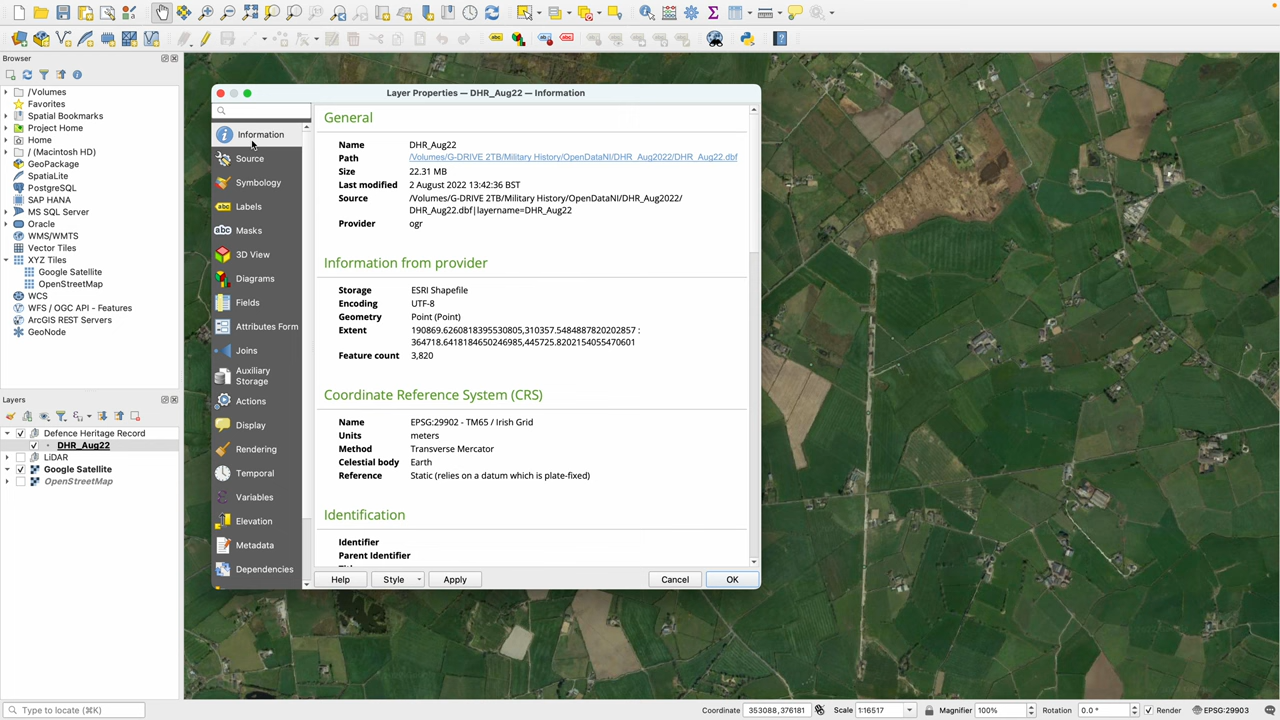 Browser
/Volumes
Favorites
Spatial Bookmarks
Project Home
Home
/ (Macintosh HD)
GeoPackage
SpatiaLite
PostgreSQL
SAP HANA
MS SQL Server
Oracle
WMS/WMTS
Vector Tiles
XYZ Tiles
Google Satellite
OpenStreetMap
WCS
WFS / OGC API - Features
ArcGIS REST Servers
GeoNode
Layers
Defence Heritage Record
DHR_Aug22
LiDAR
Google Satellite
OpenStreetMap
Layer Properties — DHR_Aug22 — Information
Information
Source
Symbology
Labels
Masks
3D View
Diagrams
Fields
Attributes Form
Joins
Auxiliary
Storage
Actions
Display
Rendering
Temporal
Variables
Elevation
Metadata
Dependencies
General
Name DHR_Aug22
Path /Volumes/G-DRIVE 2TB/Military History/OpenDataNI/DHR_Aug2022/DHR_Aug22.dbf
Size 22.31 MB
Last modified 2 August 2022 13:42:36 BST
Source /Volumes/G-DRIVE 2TB/Military History/OpenDataNI/DHR_Aug2022/
DHR_Aug22.dbf|layername=DHR_Aug22
Provider ogr
Information from provider
Storage ESRI Shapefile
Encoding UTF-8
Geometry Point (Point)
Extent 190869.6260818395530805,310357.5484887820202857 :
364718.6418184650246985,445725.8202154055470601
Feature count 3,820
Coordinate Reference System (CRS)
Name EPSG:29902 - TM65 / Irish Grid
Units meters
Method Transverse Mercator
Celestial body Earth
Reference Static (relies on a datum which is plate-fixed)
Identification
Identifier
Parent Identifier
Help Style Apply Cancel OK
Type to locate (⌘K) Coordinate 353088,376181 Scale 1:16517 Magnifier 100% Rotation 0.0 ° Render EPSG:29903